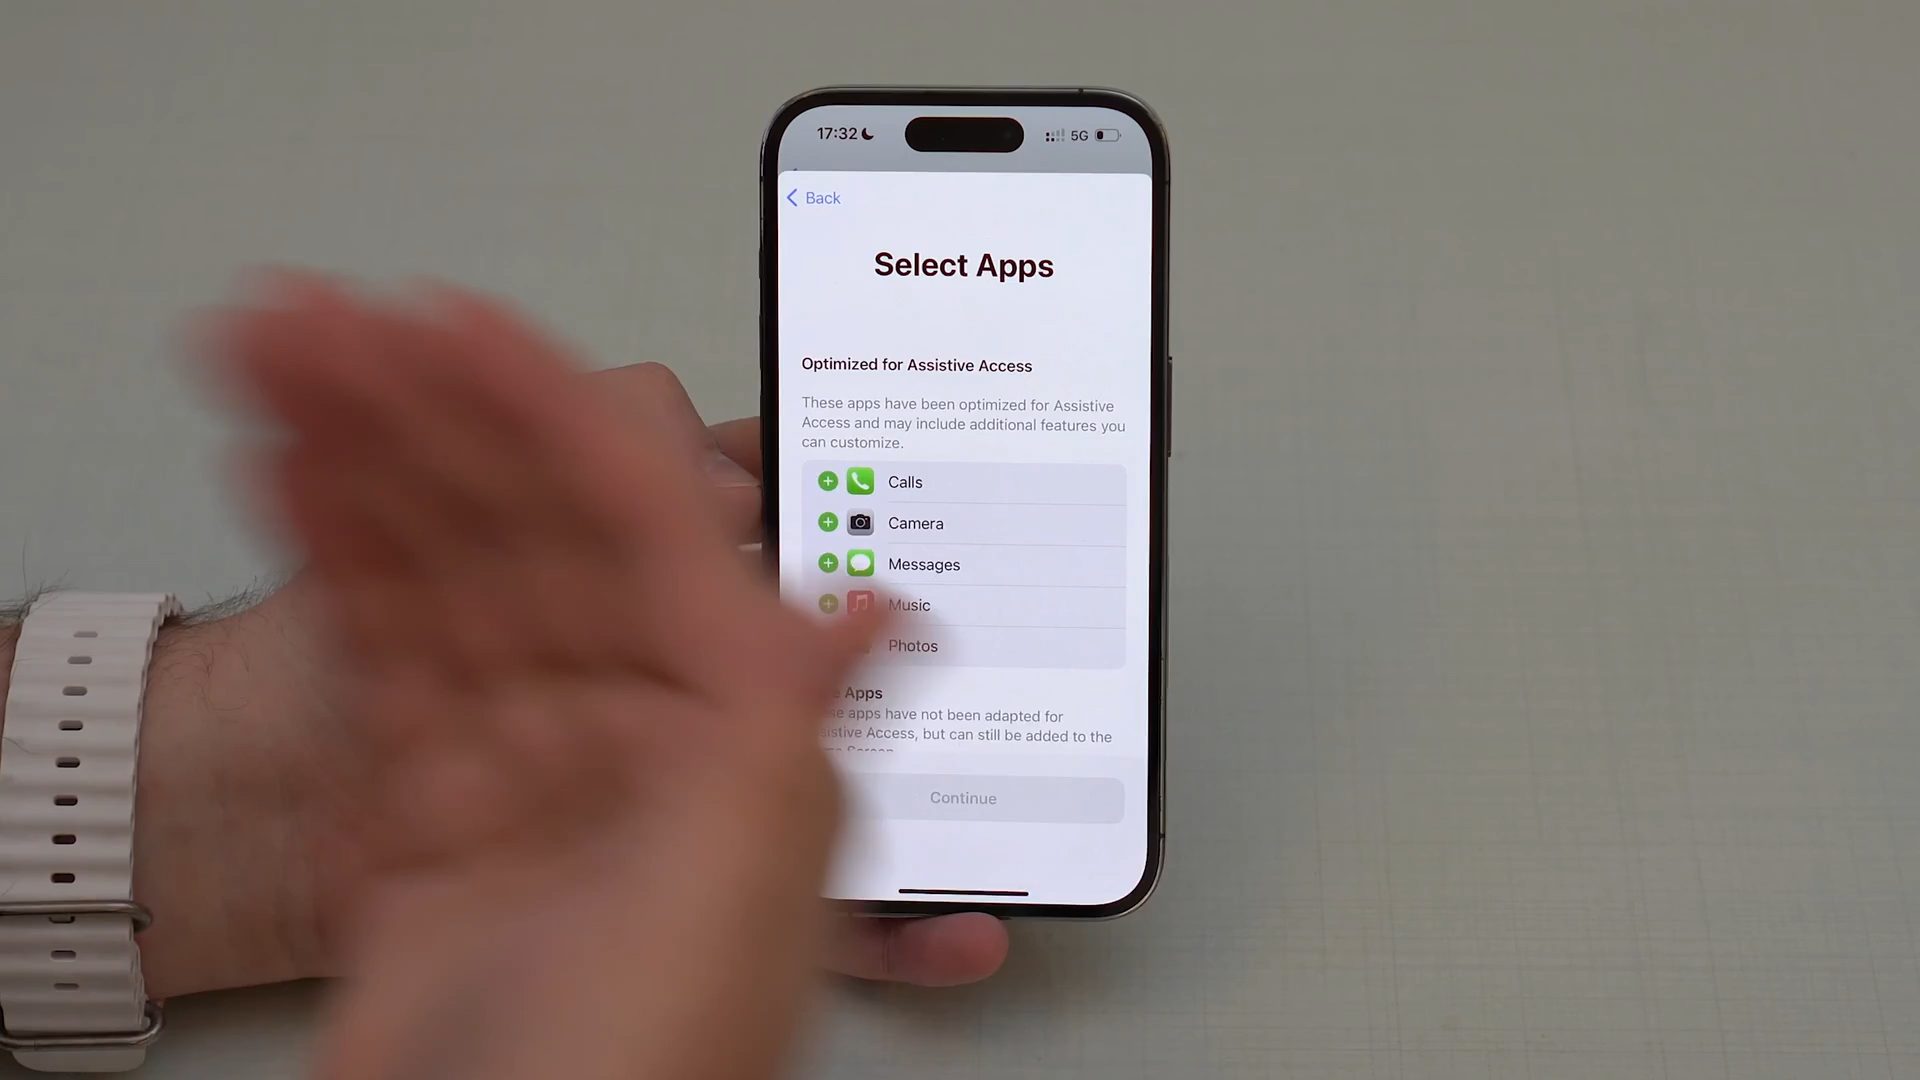 17:32
5G
Back
Select Apps
Optimized for Assistive Access
These apps have been optimized for Assistive
Access and may include additional features you
can customize.
Calls
Camera
Messages
Music
Photos
Apps
apps have not been adapted for
Access, but can still be added to the
Continue